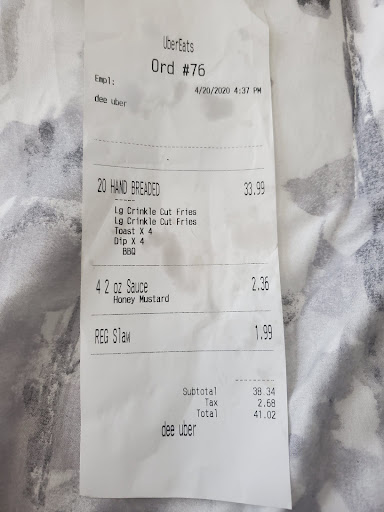 UberEats
Ord #76
Empl:
4/20/2020 4:37 PM
dee uber
20 HAND BREADED 33.99
Lg Crinkle Cut Fries
Lg Crinkle Cut Fries
Toast X 4
Dip X 4
BBQ
4 2 oz Sauce 2.36
Honey Mustard
REG Slaw 1.99
Subtotal 38.34
Tax 2.68
Total 41.02
dee uber